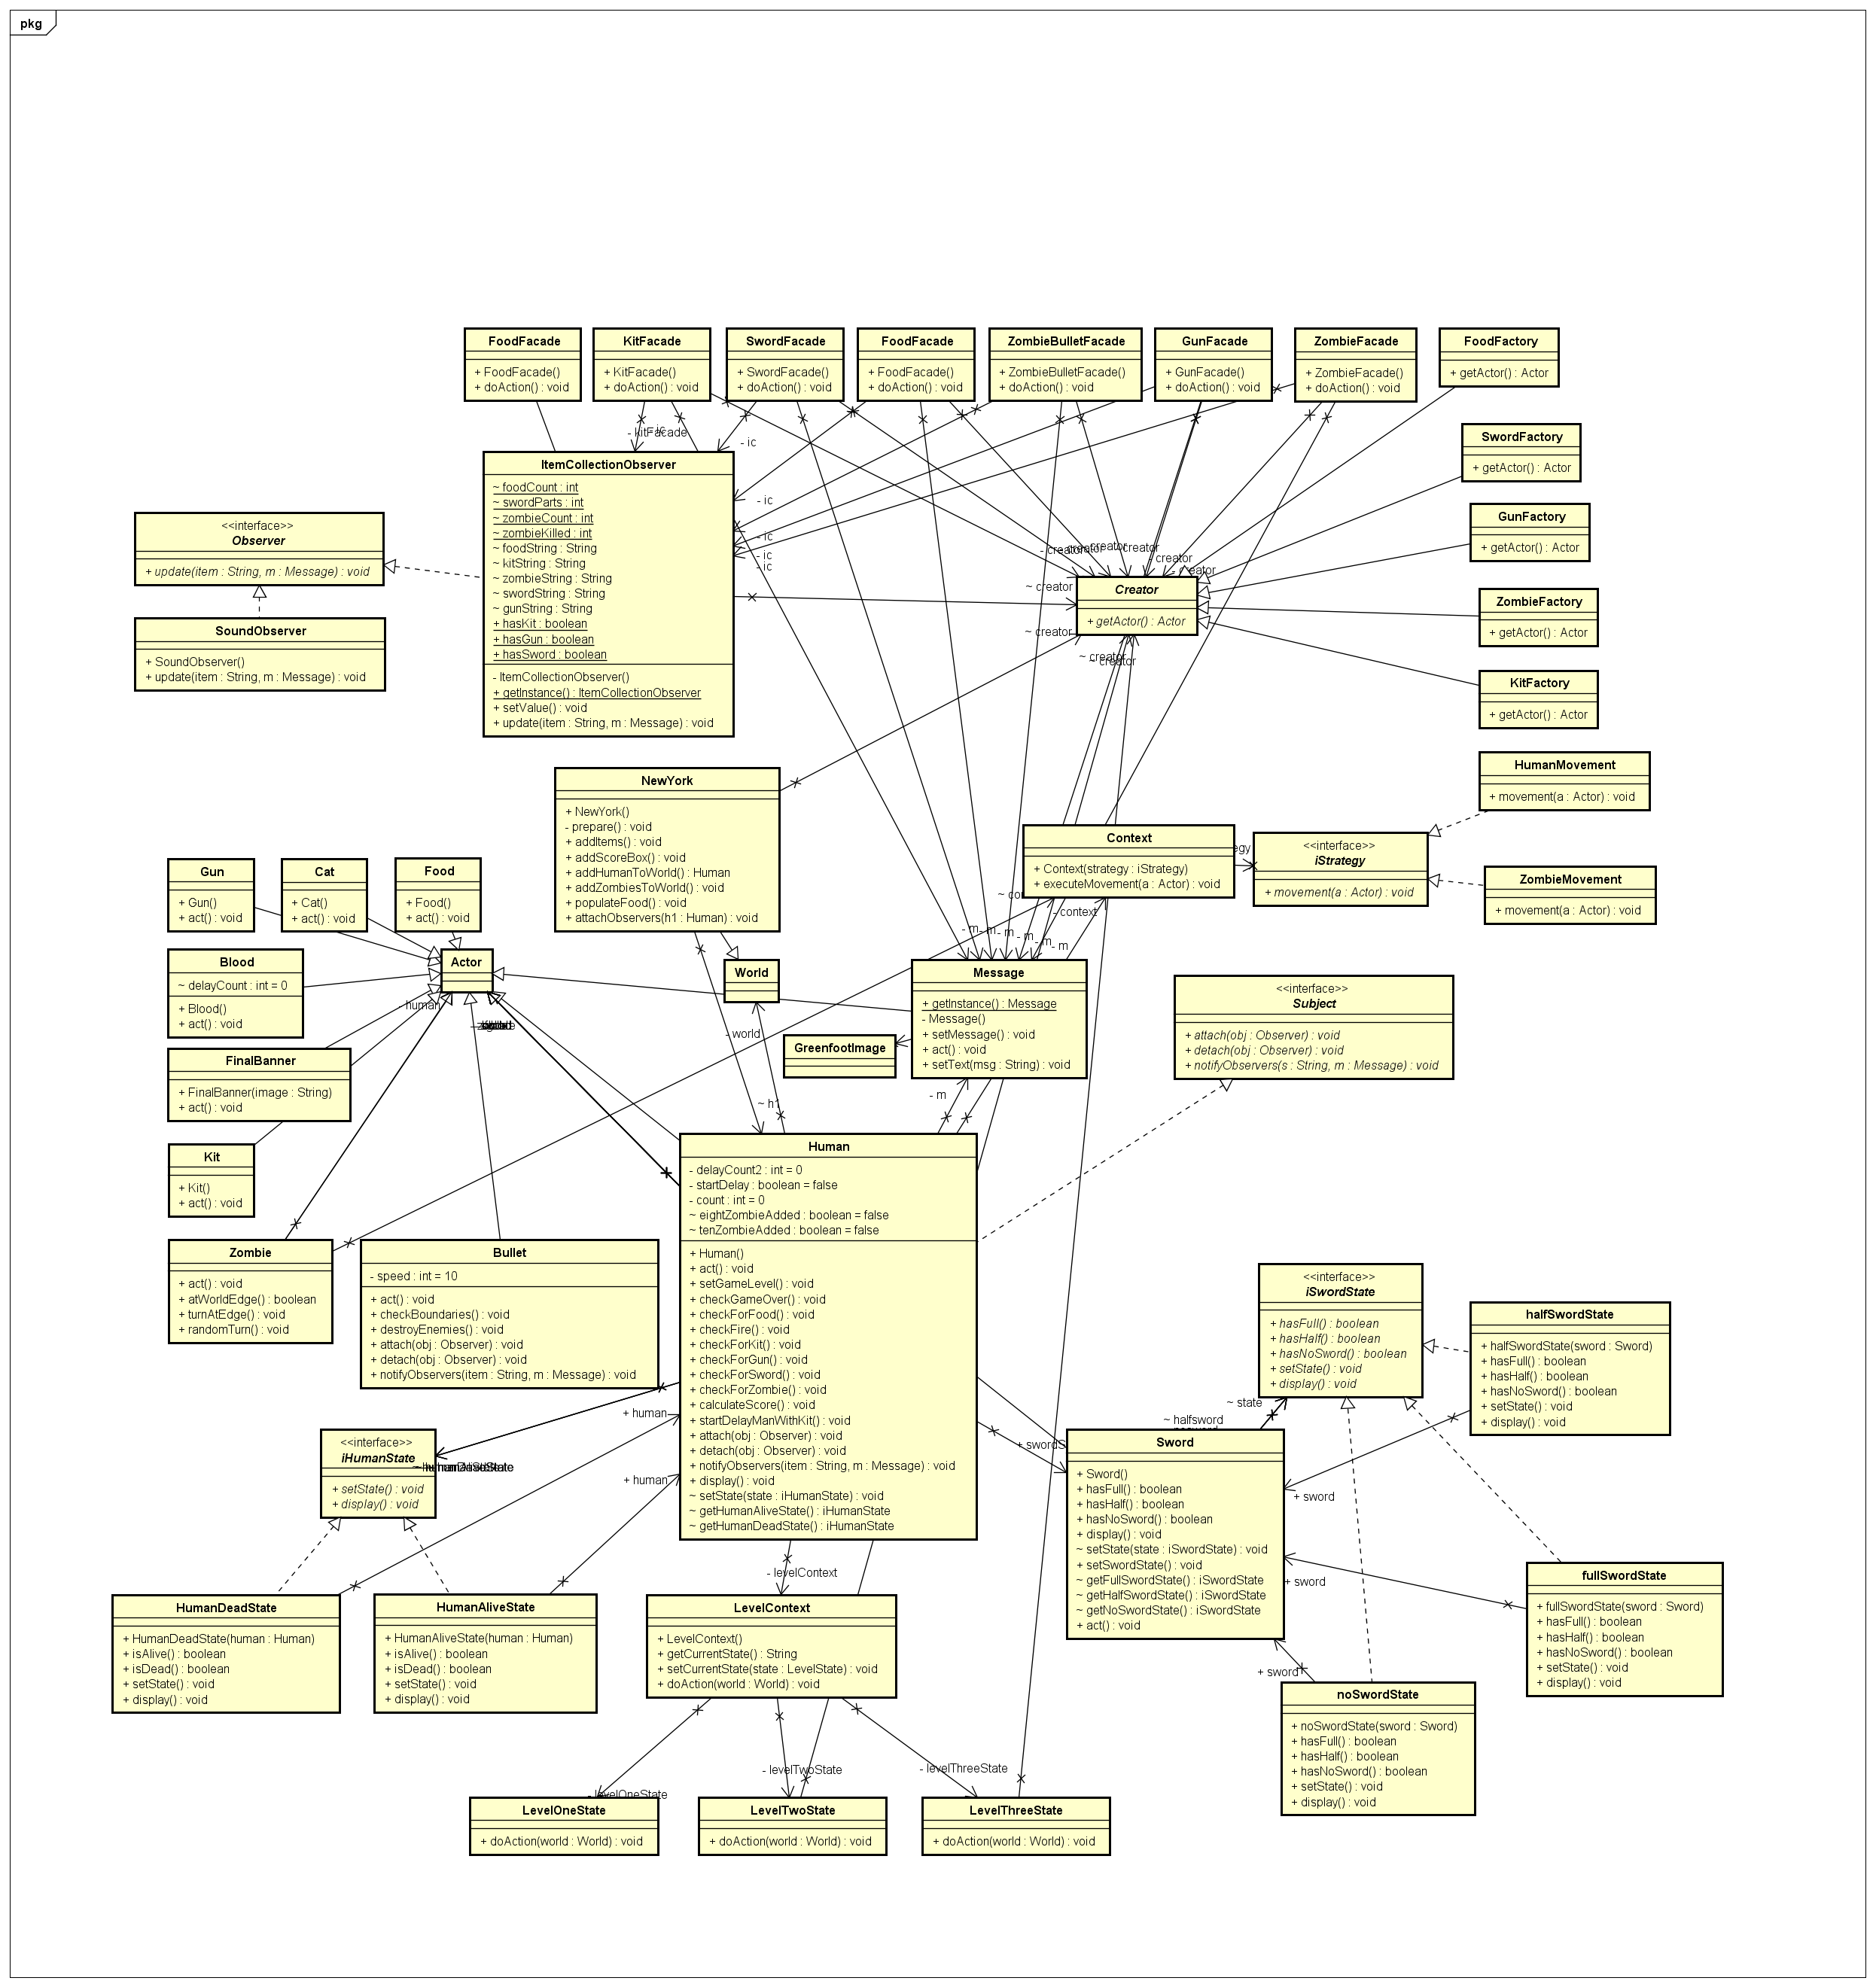 pkg
FoodFacade
+ FoodFacade()
+ doAction() : void
KitFacade
+ KitFacade()
+ doAction() : void
SwordFacade
+ SwordFacade()
+ doAction() : void
FoodFacade
+ FoodFacade()
+ doAction() : void
ZombieBulletFacade
+ ZombieBulletFacade()
+ doAction() : void
GunFacade
+ GunFacade()
+ doAction() : void
ZombieFacade
+ ZombieFacade()
+ doAction() : void
FoodFactory
+ getActor() : Actor
SwordFactory
+ getActor() : Actor
GunFactory
+ getActor() : Actor
ZombieFactory
+ getActor() : Actor
KitFactory
+ getActor() : Actor
- kitFacade
- ic
- ic
- ic
- ic
- ic
ItemCollectionObserver
~ foodCount : int
~ swordParts : int
~ zombieCount : int
~ zombieKilled : int
~ foodString : String
~ kitString : String
~ zombieString : String
~ swordString : String
~ gunString : String
+ hasKit : boolean
+ hasGun : boolean
+ hasSword : boolean
- ItemCollectionObserver()
+ getInstance() : ItemCollectionObserver
+ setValue() : void
+ update(item : String, m : Message) : void
<<interface>>
Observer
+ update(item : String, m : Message) : void
SoundObserver
+ SoundObserver()
+ update(item : String, m : Message) : void
- creator
- creator
- creator
~ creator
~ creator
~ creator
~ creator
Creator
+ getActor() : Actor
NewYork
+ NewYork()
- prepare() : void
+ addItems() : void
+ addScoreBox() : void
+ addHumanToWorld() : Human
+ addZombiesToWorld() : void
+ populateFood() : void
+ attachObservers(h1 : Human) : void
Context
+ Context(strategy : iStrategy)
+ executeMovement(a : Actor) : void
<<interface>>
iStrategy
+ movement(a : Actor) : void
HumanMovement
+ movement(a : Actor) : void
ZombieMovement
+ movement(a : Actor) : void
- context
Gun
+ Gun()
+ act() : void
Cat
+ Cat()
+ act() : void
Food
+ Food()
+ act() : void
Blood
~ delayCount : int = 0
+ Blood()
+ act() : void
Actor
- human
World
- world
~ h1
- m
- m
- m
- m
- m
- m
Message
+ getInstance() : Message
- Message()
+ setMessage() : void
+ act() : void
+ setText(msg : String) : void
- m
GreenfootImage
<<interface>>
Subject
+ attach(obj : Observer) : void
+ detach(obj : Observer) : void
+ notifyObservers(s : String, m : Message) : void
FinalBanner
+ FinalBanner(image : String)
+ act() : void
Kit
+ Kit()
+ act() : void
Zombie
+ act() : void
+ atWorldEdge() : boolean
+ turnAtEdge() : void
+ randomTurn() : void
Bullet
- speed : int = 10
+ act() : void
+ checkBoundaries() : void
+ destroyEnemies() : void
+ attach(obj : Observer) : void
+ detach(obj : Observer) : void
+ notifyObservers(item : String, m : Message) : void
Human
- delayCount2 : int = 0
- startDelay : boolean = false
- count : int = 0
~ eightZombieAdded : boolean = false
~ tenZombieAdded : boolean = false
+ Human()
+ act() : void
+ setGameLevel() : void
+ checkGameOver() : void
+ checkForFood() : void
+ checkFire() : void
+ checkForKit() : void
+ checkForGun() : void
+ checkForSword() : void
+ checkForZombie() : void
+ calculateScore() : void
+ startDelayManWithKit() : void
+ attach(obj : Observer) : void
+ detach(obj : Observer) : void
+ notifyObservers(item : String, m : Message) : void
+ display() : void
~ setState(state : iHumanState) : void
~ getHumanAliveState() : iHumanState
~ getHumanDeadState() : iHumanState
+ human
+ human
<<interface>>
iHumanState
+ setState() : void
+ display() : void
HumanDeadState
+ HumanDeadState(human : Human)
+ isAlive() : boolean
+ isDead() : boolean
+ setState() : void
+ display() : void
HumanAliveState
+ HumanAliveState(human : Human)
+ isAlive() : boolean
+ isDead() : boolean
+ setState() : void
+ display() : void
- levelContext
LevelContext
+ LevelContext()
+ getCurrentState() : String
+ setCurrentState(state : LevelState) : void
+ doAction(world : World) : void
- levelOneState
- levelTwoState
- levelThreeState
LevelOneState
+ doAction(world : World) : void
LevelTwoState
+ doAction(world : World) : void
LevelThreeState
+ doAction(world : World) : void
<<interface>>
iSwordState
+ hasFull() : boolean
+ hasHalf() : boolean
+ hasNoSword() : boolean
+ setState() : void
+ display() : void
~ state
~ halfsword
Sword
+ Sword()
+ hasFull() : boolean
+ hasHalf() : boolean
+ hasNoSword() : boolean
+ display() : void
~ setState(state : iSwordState) : void
+ setSwordState() : void
~ getFullSwordState() : iSwordState
~ getHalfSwordState() : iSwordState
~ getNoSwordState() : iSwordState
+ act() : void
+ sword
+ sword
+ sword
halfSwordState
+ halfSwordState(sword : Sword)
+ hasFull() : boolean
+ hasHalf() : boolean
+ hasNoSword() : boolean
+ setState() : void
+ display() : void
fullSwordState
+ fullSwordState(sword : Sword)
+ hasFull() : boolean
+ hasHalf() : boolean
+ hasNoSword() : boolean
+ setState() : void
+ display() : void
noSwordState
+ noSwordState(sword : Sword)
+ hasFull() : boolean
+ hasHalf() : boolean
+ hasNoSword() : boolean
+ setState() : void
+ display() : void